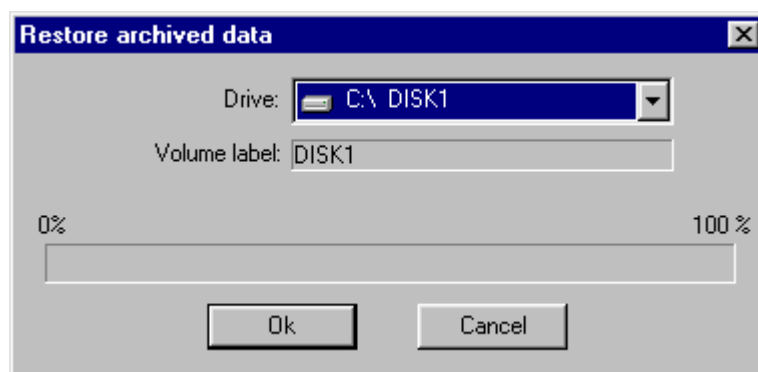 Restore archived data
Drive: C:\ DISK1
Volume label: DISK1
0% 100 %
Ok Cancel